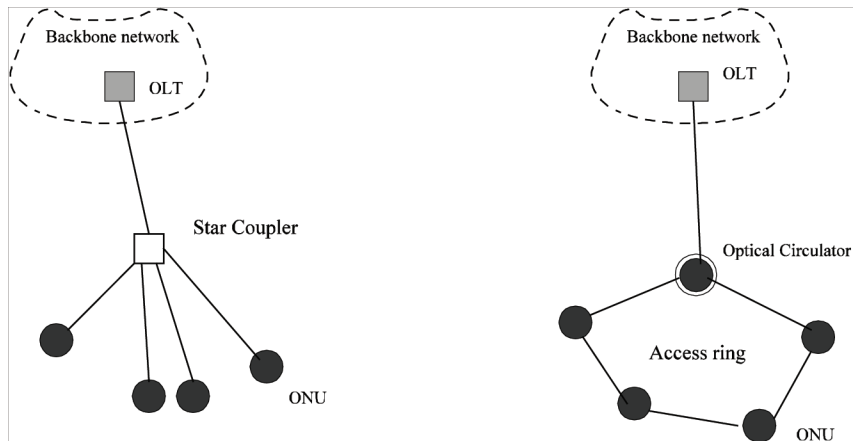 Backbone network
OLT
Star Coupler
ONU
Backbone network
OLT
Optical Circulator
Access ring
ONU